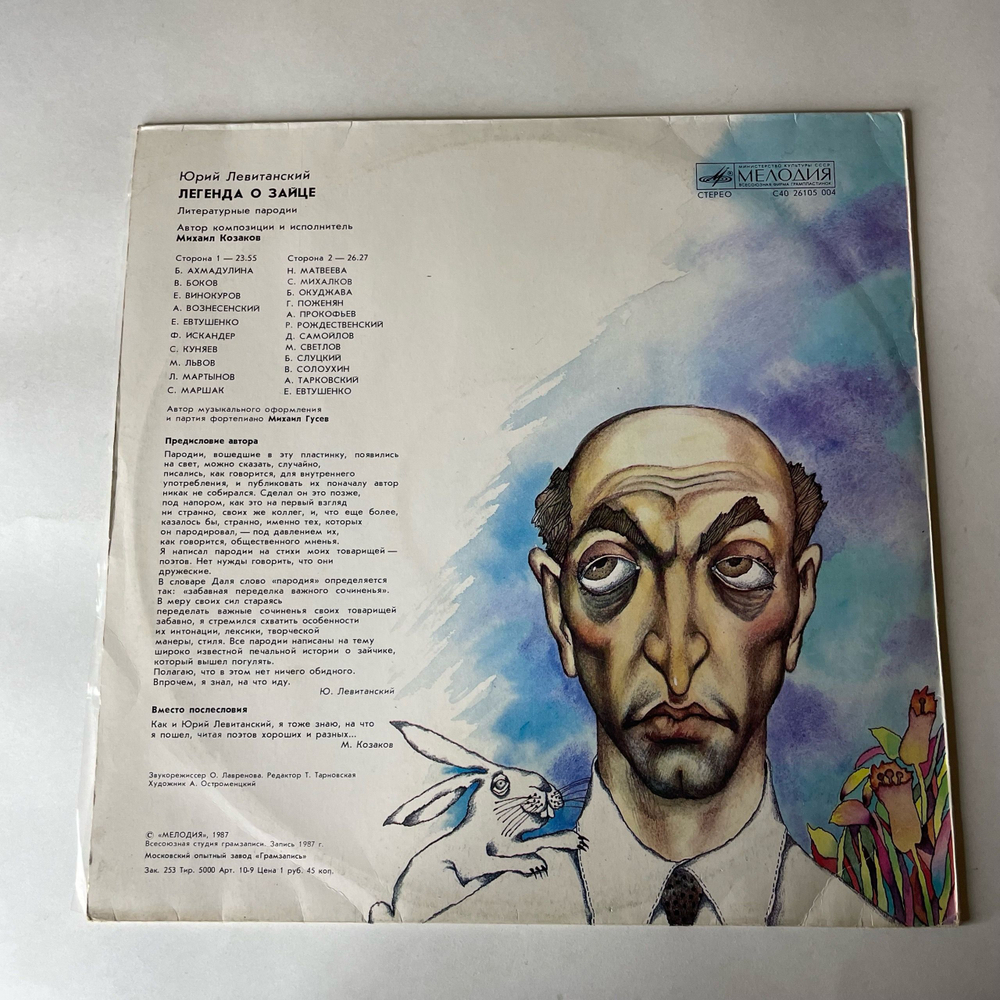 Юрий Левитанский
ЛЕГЕНДА О ЗАЙЦЕ
Литературные пародии
Автор композиции и исполнитель
Михаил Козаков
МИНИСТЕРСТВО КУЛЬТУРЫ СССР
МЕЛОДИЯ
ВСЕСОЮЗНАЯ ФИРМА ГРАМПЛАСТИНОК
СТЕРЕО С40 26105 004
Сторона 1 — 23.55
Б. АХМАДУЛИНА
В. БОКОВ
Е. ВИНОКУРОВ
А. ВОЗНЕСЕНСКИЙ
Е. ЕВТУШЕНКО
Ф. ИСКАНДЕР
С. КУНЯЕВ
М. ЛЬВОВ
Л. МАРТЫНОВ
С. МАРШАК
Сторона 2 — 26.27
Н. МАТВЕЕВА
С. МИХАЛКОВ
Б. ОКУДЖАВА
Г. ПОЖЕНЯН
А. ПРОКОФЬЕВ
Р. РОЖДЕСТВЕНСКИЙ
Д. САМОЙЛОВ
М. СВЕТЛОВ
Б. СЛУЦКИЙ
В. СОЛОУХИН
А. ТАРКОВСКИЙ
Е. ЕВТУШЕНКО
Автор музыкального оформления
и партия фортепиано Михаил Гусев
Предисловие автора
Пародии, вошедшие в эту пластинку, появились
на свет, можно сказать, случайно,
писались, как говорится, для внутреннего
употребления, и публиковать их поначалу автор
никак не собирался. Сделал он это позже,
под напором, как это на первый взгляд
ни странно, своих же коллег, и, что еще более,
казалось бы, странно, именно тех, которых
он пародировал, — под давлением их,
как говорится, общественного мненья.
Я написал пародии на стихи моих товарищей —
поэтов. Нет нужды говорить, что они
дружеские.
В словаре Даля слово «пародия» определяется
так: «забавная переделка важного сочиненья».
В меру своих сил стараясь
переделать важные сочиненья своих товарищей
забавно, я стремился схватить особенности
их интонации, лексики, творческой
манеры, стиля. Все пародии написаны на тему
широко известной печальной истории о зайчике,
который вышел погулять.
Полагаю, что в этом нет ничего обидного.
Впрочем, я знал, на что иду.
Ю. Левитанский
Вместо послесловия
Как и Юрий Левитанский, я тоже знаю, на что
я пошел, читая поэтов хороших и разных...
М. Козаков
Звукорежиссер О. Лавренова. Редактор Т. Тарновская
Художник А. Остроменцкий
© «МЕЛОДИЯ», 1987
Всесоюзная студия грамзаписи. Запись 1987 г.
Московский опытный завод «Грамзапись»
Зак. 253 Тир. 5000 Арт. 10-9 Цена 1 руб. 45 коп.